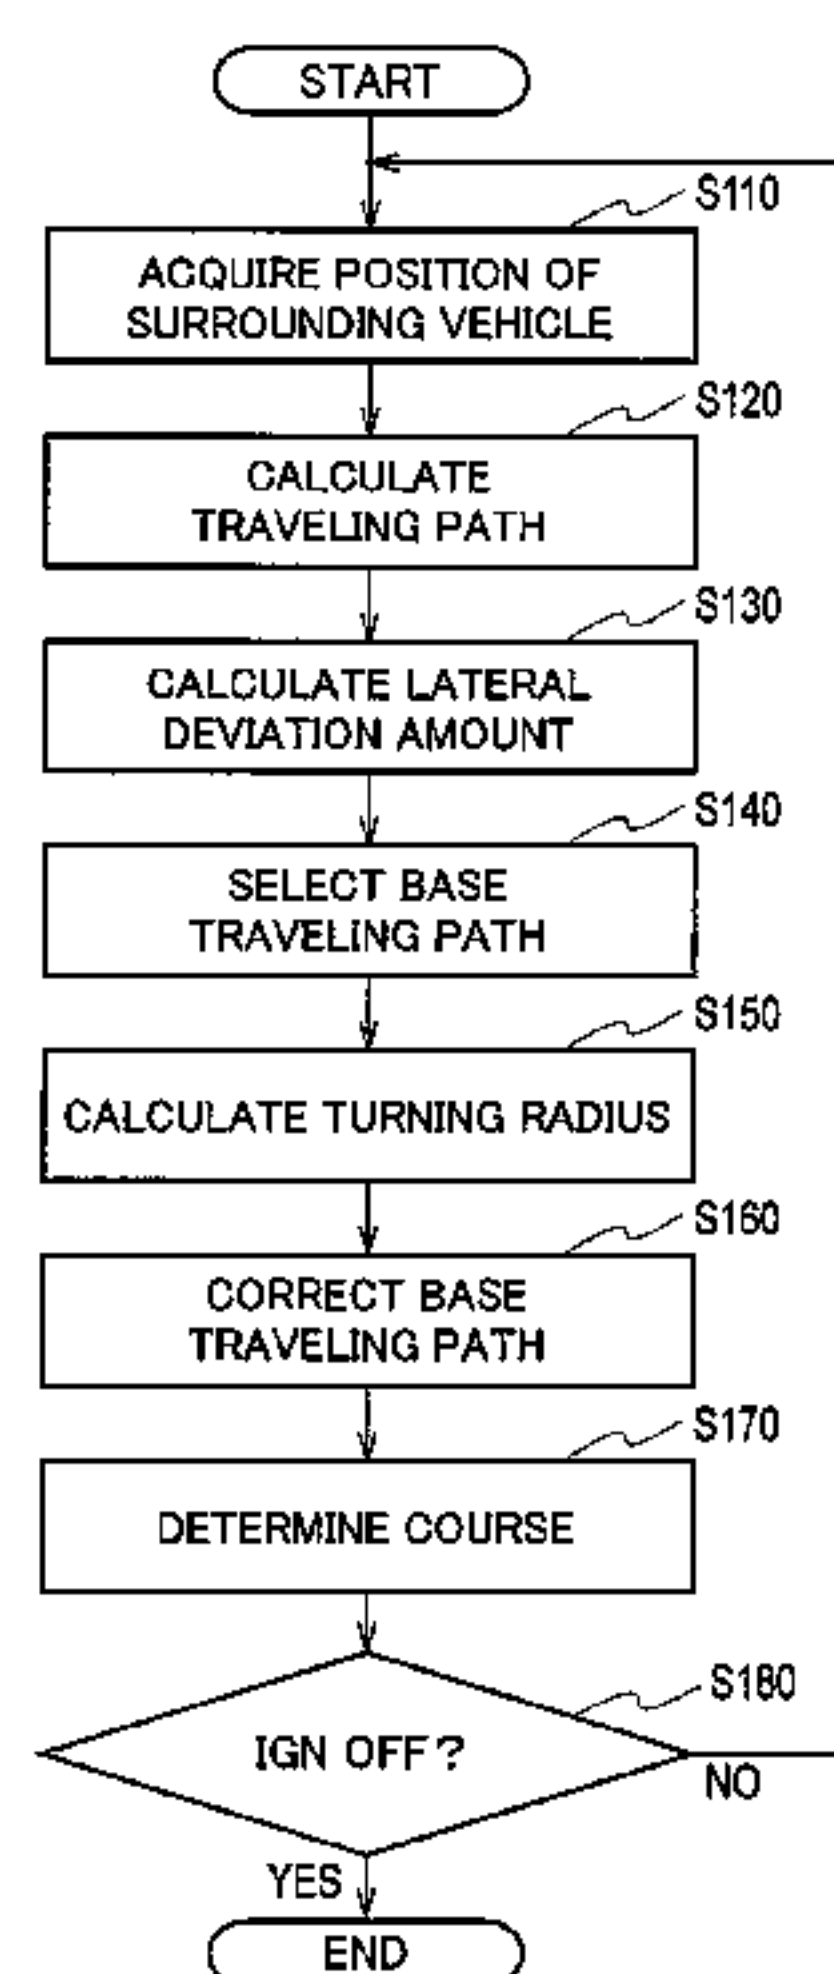 START
S110
ACQUIRE POSITION OF
SURROUNDING VEHICLE
S120
CALCULATE
TRAVELING PATH
S130
CALCULATE LATERAL
DEVIATION AMOUNT
S140
SELECT BASE
TRAVELING PATH
S150
CALCULATE TURNING RADIUS
S160
CORRECT BASE
TRAVELING PATH
S170
DETERMINE COURSE
S180
IGN OFF?
NO
YES
END